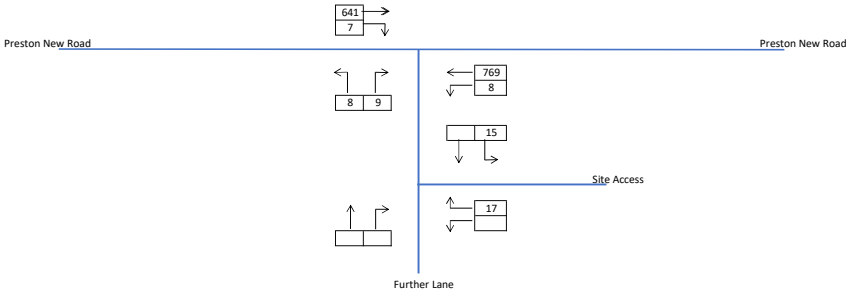 641
7
Preston New Road
Preston New Road
769
8
8 9
15
Site Access
17
Further Lane